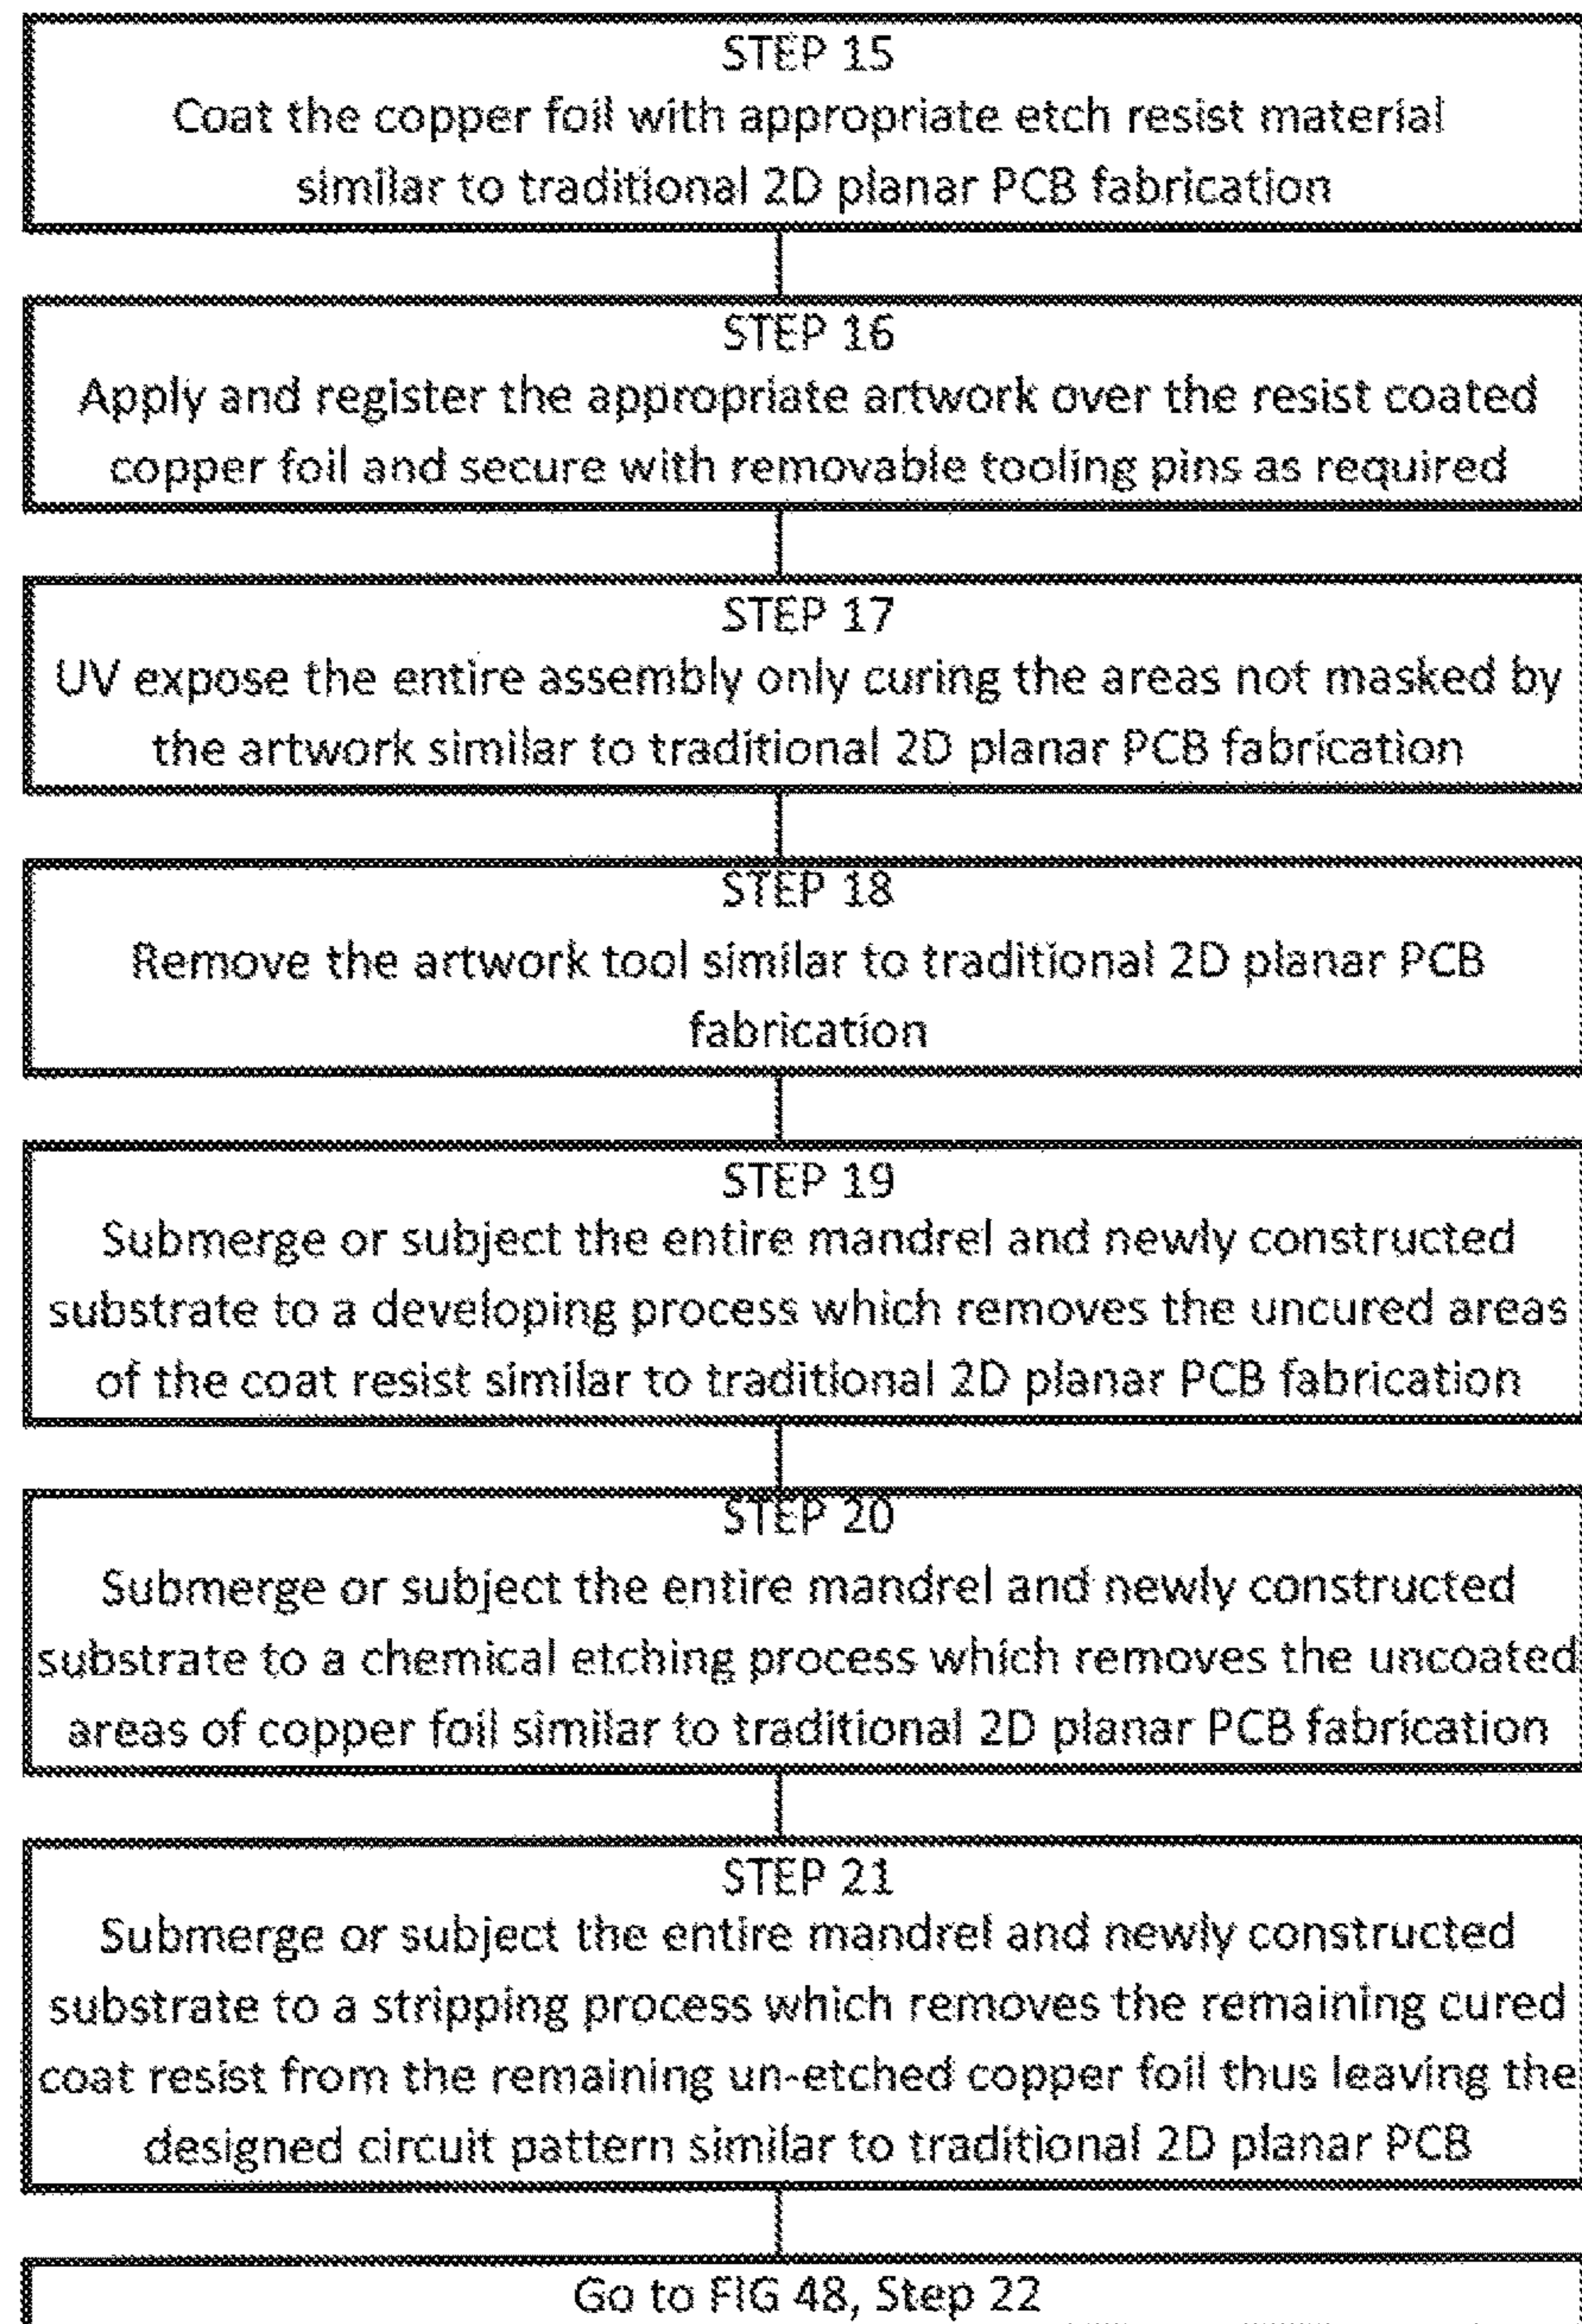 STEP 15
Coat the copper foil with appropriate etch resist material
similar to traditional 2D planar PCB fabrication
STEP 16
Apply and register the appropriate artwork over the resist coated
copper foil and secure with removable tooling pins as required
STEP 17
UV expose the entire assembly only curing the areas not masked by
the artwork similar to traditional 2D planar PCB fabrication
STEP 18
Remove the artwork tool similar to traditional 2D planar PCB
fabrication
STEP 19
Submerge or subject the entire mandrel and newly constructed
substrate to a developing process which removes the uncured areas
of the coat resist similar to traditional 2D planar PCB fabrication
STEP 20
Submerge or subject the entire mandrel and newly constructed
substrate to a chemical etching process which removes the uncoated
areas of copper foil similar to traditional 2D planar PCB fabrication
STEP 21
Submerge or subject the entire mandrel and newly constructed
substrate to a stripping process which removes the remaining cured
coat resist from the remaining un-etched copper foil thus leaving the
designed circuit pattern similar to traditional 2D planar PCB
Go to FIG 48, Step 22